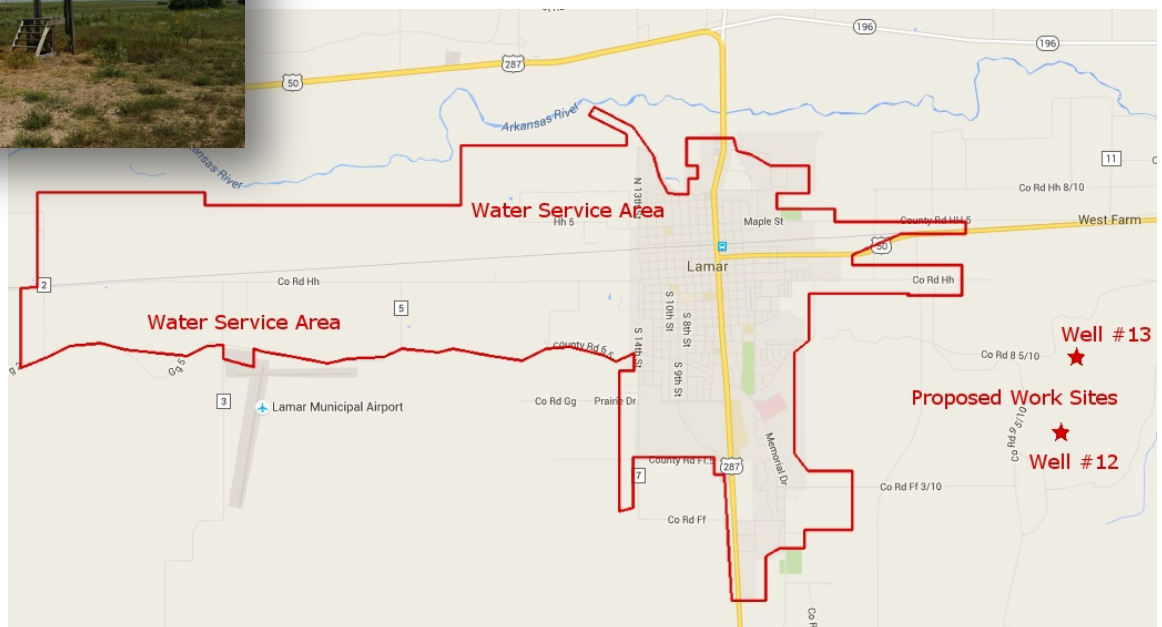 196
196
287
50
Arkansas River
Arkansas River
11
Co Rd Hh 8/10
N 13th St
Water Service Area
Hh 5
Maple St
County Rd HH 5
West Farm
50
Lamar
2
Co Rd Hh
Co Rd Hh
5
S 10th St
S 8th St
Water Service Area
S 14th St
county Rd 6 5
Well #13
Co Rd 8 5/10
Gg 5
S 9th St
3
Lamar Municipal Airport
Co Rd Gg
Prairie Dr
Proposed Work Sites
Co Rd 9 5/10
Memorial Dr
County Rd Ff.5
287
Well #12
7
Co Rd Ff 3/10
Co Rd Ff